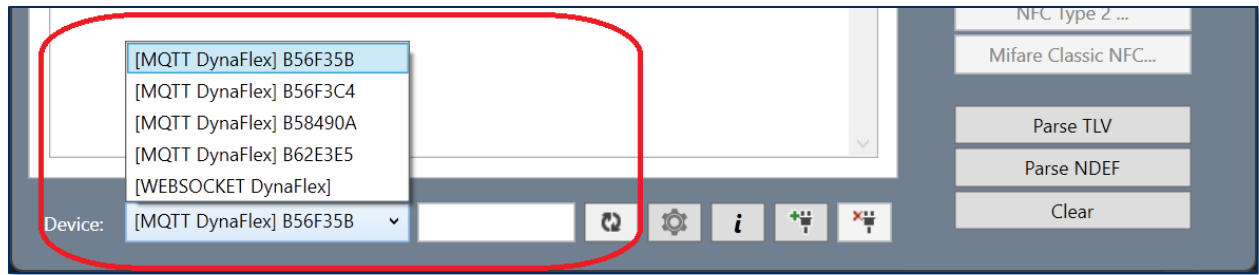 NFC Type 2 ...
Mifare Classic NFC...
[MQTT DynaFlex] B56F35B
[MQTT DynaFlex] B56F3C4
[MQTT DynaFlex] B58490A
[MQTT DynaFlex] B62E3E5
[WEBSOCKET DynaFlex]
Parse TLV
Parse NDEF
Device: [MQTT DynaFlex] B56F35B
i
Clear